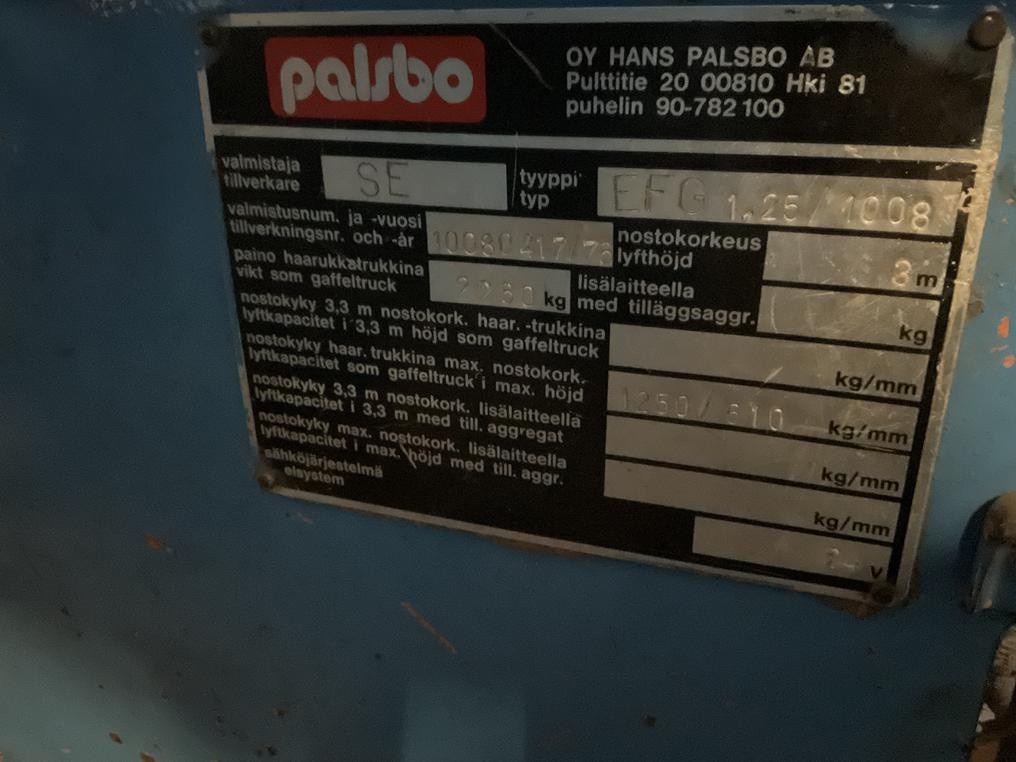 palsbo
OY HANS PALSBO AB
Pulttitie 20 00810 Hki 81
puhelin 90-782 100
valmistaja
tillverkare
SE
tyyppi
typ
EFG 1.25/1008
valmistusnum. ja -vuosi
tillverkningsnr. och -år
nostokorkeus
lyfthöjd
3 m
paino haarukkatrukkina
vikt som gaffeltruck
kg
lisälaitteella
med tilläggsaggr.
kg
nostokyky 3,3 m nostokork. haar. -trukkina
lyftkapacitet i 3,3 m höjd som gaffeltruck
kg/mm
nostokyky haar. trukkina max. nostokork.
lyftkapacitet som gaffeltruck i max. höjd
1250/610 kg/mm
nostokyky 3,3 m nostokork. lisälaitteella
lyftkapacitet i 3,3 m med till. aggregat
kg/mm
nostokyky max. nostokork. lisälaitteella
lyftkapacitet i max. höjd med till. aggr.
kg/mm
sähköjärjestelmä
elsystem
V